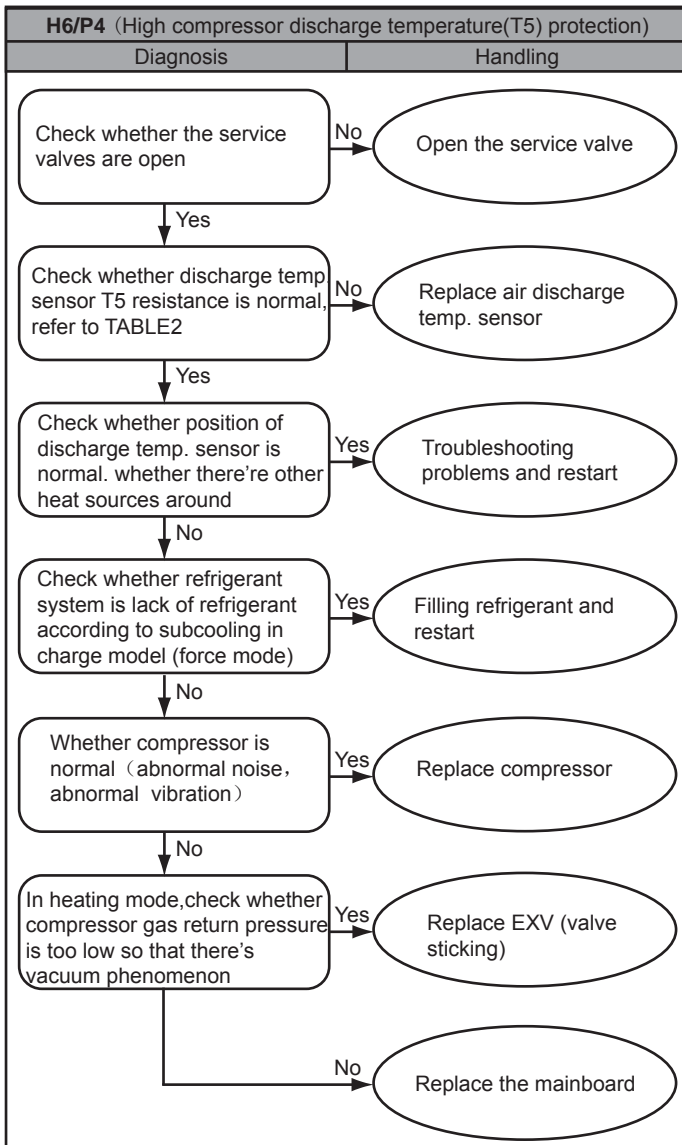 H6/P4（High compressor discharge temperature(T5) protection)
Diagnosis
Handling
Check whether the service
valves are open
No
Open the service valve
Yes
Check whether discharge temp.
sensor T5 resistance is normal,
refer to TABLE2
No
Replace air discharge
temp. sensor
Yes
Check whether position of
discharge temp. sensor is
normal. whether there're other
heat sources around
Yes
Troubleshooting
problems and restart
No
Check whether refrigerant
system is lack of refrigerant
according to subcooling in
charge model (force mode)
Yes
Filling refrigerant and
restart
No
Whether compressor is
normal（abnormal noise，
abnormal vibration）
Yes
Replace compressor
No
In heating mode,check whether
compressor gas return pressure
is too low so that there's
vacuum phenomenon
Yes
Replace EXV (valve
sticking)
No
Replace the mainboard